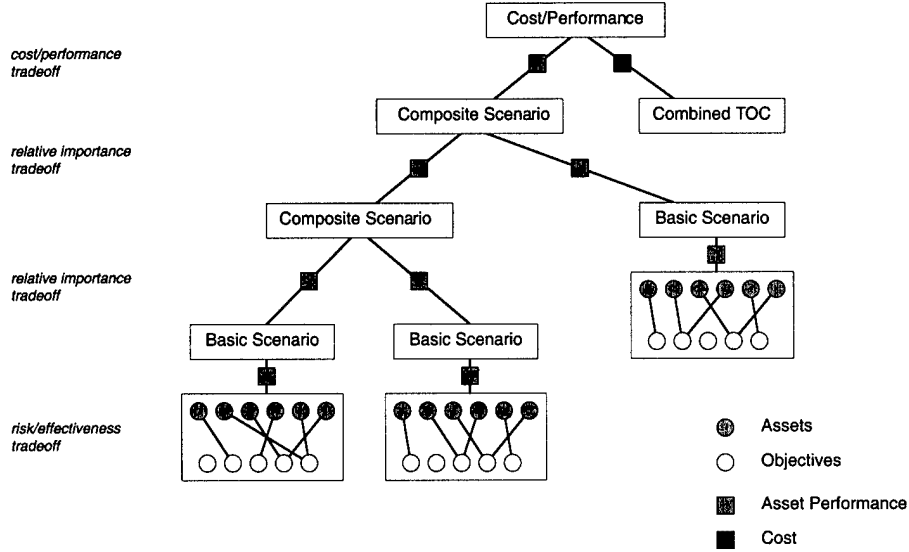 Cost/Performance
cost/performance
tradeoff
Composite Scenario
Combined TOC
relative importance
tradeoff
Composite Scenario
Basic Scenario
relative importance
tradeoff
Basic Scenario
Basic Scenario
risk/effectiveness
tradeoff
Assets
Objectives
Asset Performance
Cost